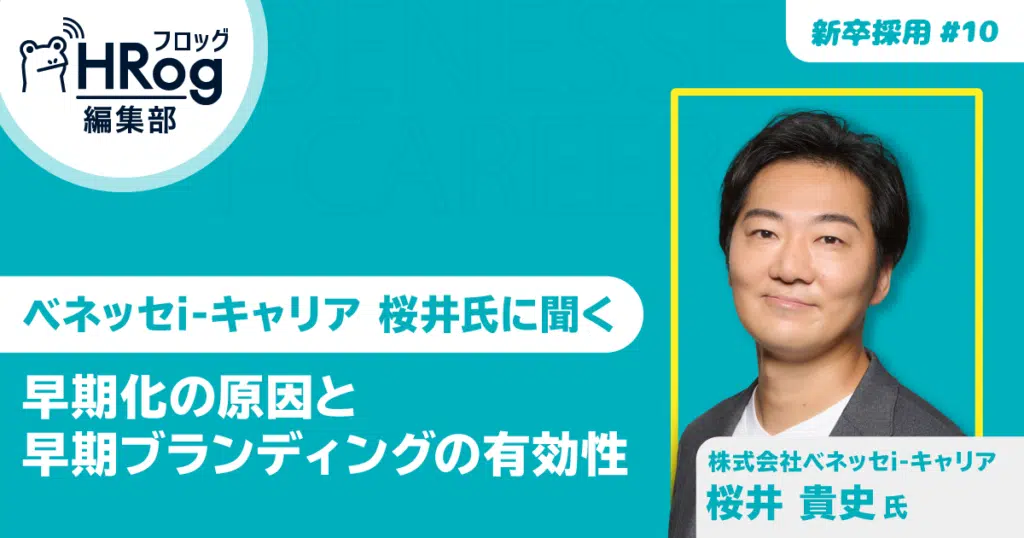 フロッグ
HRog
編集部
新卒採用 #10
ベネッセi-キャリア 桜井氏に聞く
早期化の原因と
早期ブランディングの有効性
株式会社ベネッセi-キャリア
桜井 貴史 氏